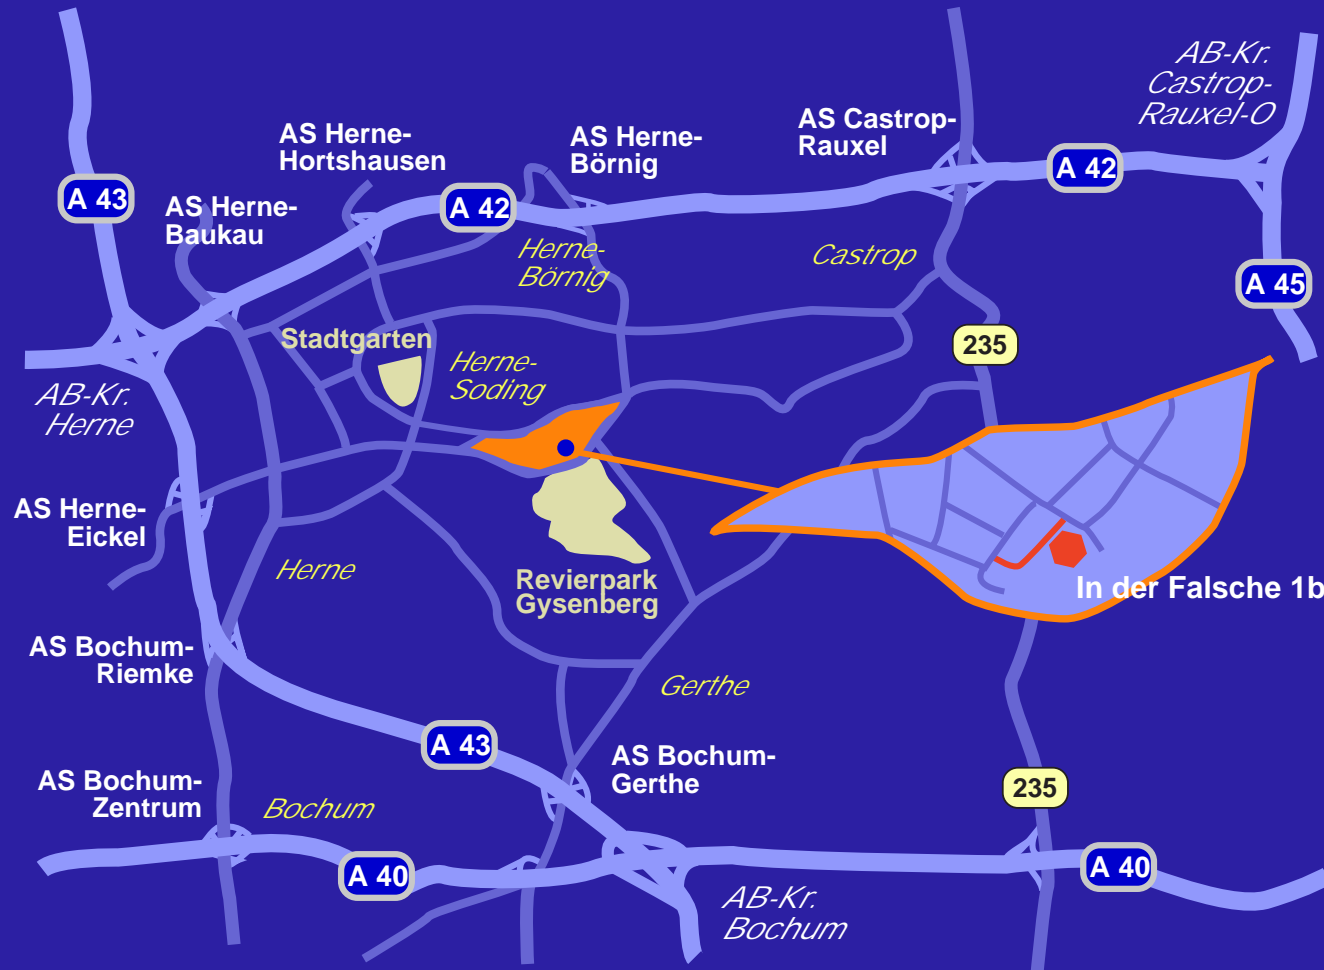 AB-Kr.
Castrop-
Rauxel-O
AS Castrop-
Rauxel
AS Herne-
Hortshausen
AS Herne-
Börnig
A 42
A 43
AS Herne-
Baukau
A 42
Herne-
Börnig
Castrop
A 45
Stadtgarten
235
Herne-
Soding
AB-Kr.
Herne
AS Herne-
Eickel
Herne
Revierpark
Gysenberg
In der Falsche 1b
AS Bochum-
Riemke
Gerthe
A 43
AS Bochum-
Gerthe
AS Bochum-
Zentrum
Bochum
235
A 40
A 40
AB-Kr.
Bochum